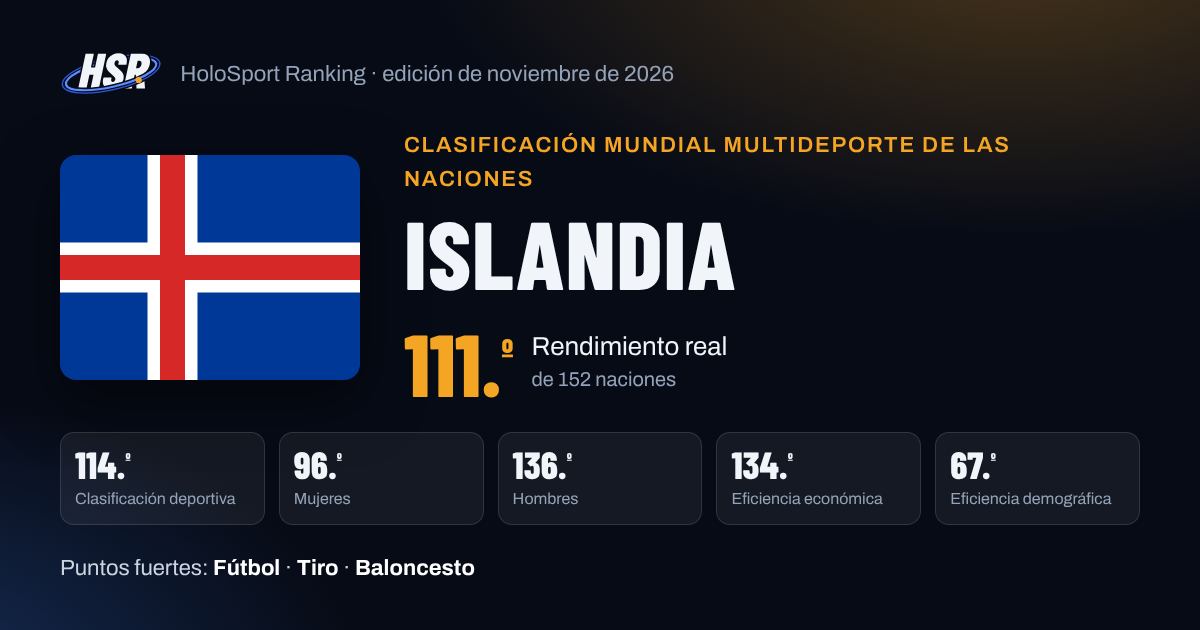 HSR
HoloSport Ranking · edición de noviembre de 2026
CLASIFICACIÓN MUNDIAL MULTIDEPORTE DE LAS
NACIONES
ISLANDIA
111.º
Rendimiento real
de 152 naciones
114.º
Clasificación deportiva
96.º
Mujeres
136.º
Hombres
134.º
Eficiencia económica
67.º
Eficiencia demográfica
Puntos fuertes: Fútbol · Tiro · Baloncesto